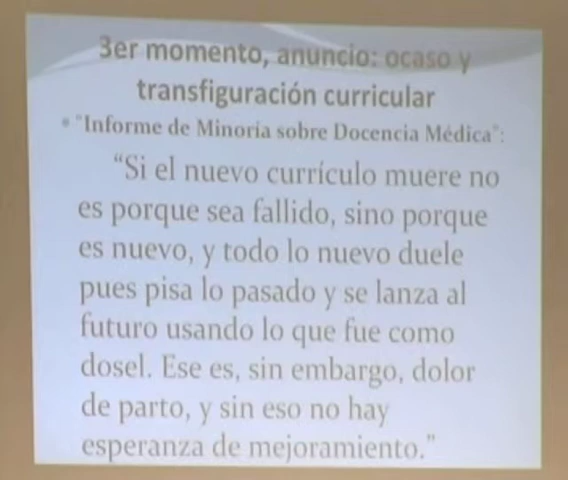 3er momento, anuncio: ocaso y
transfiguración curricular
• "Informe de Minoría sobre Docencia Médica":
“Si el nuevo currículo muere no
es porque sea fallido, sino porque
es nuevo, y todo lo nuevo duele
pues pisa lo pasado y se lanza al
futuro usando lo que fue como
dosel. Ese es, sin embargo, dolor
de parto, y sin eso no hay
esperanza de mejoramiento.”